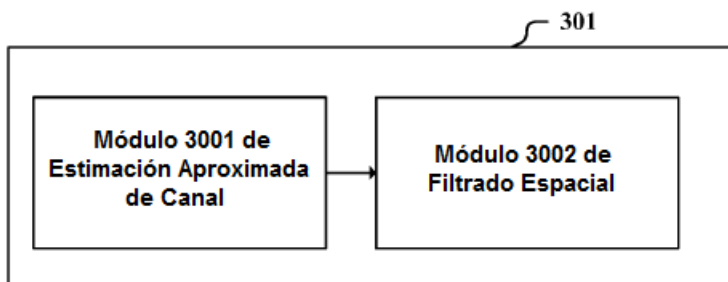 301
Módulo 3001 de
Estimación Aproximada
de Canal
Módulo 3002 de
Filtrado Espacial